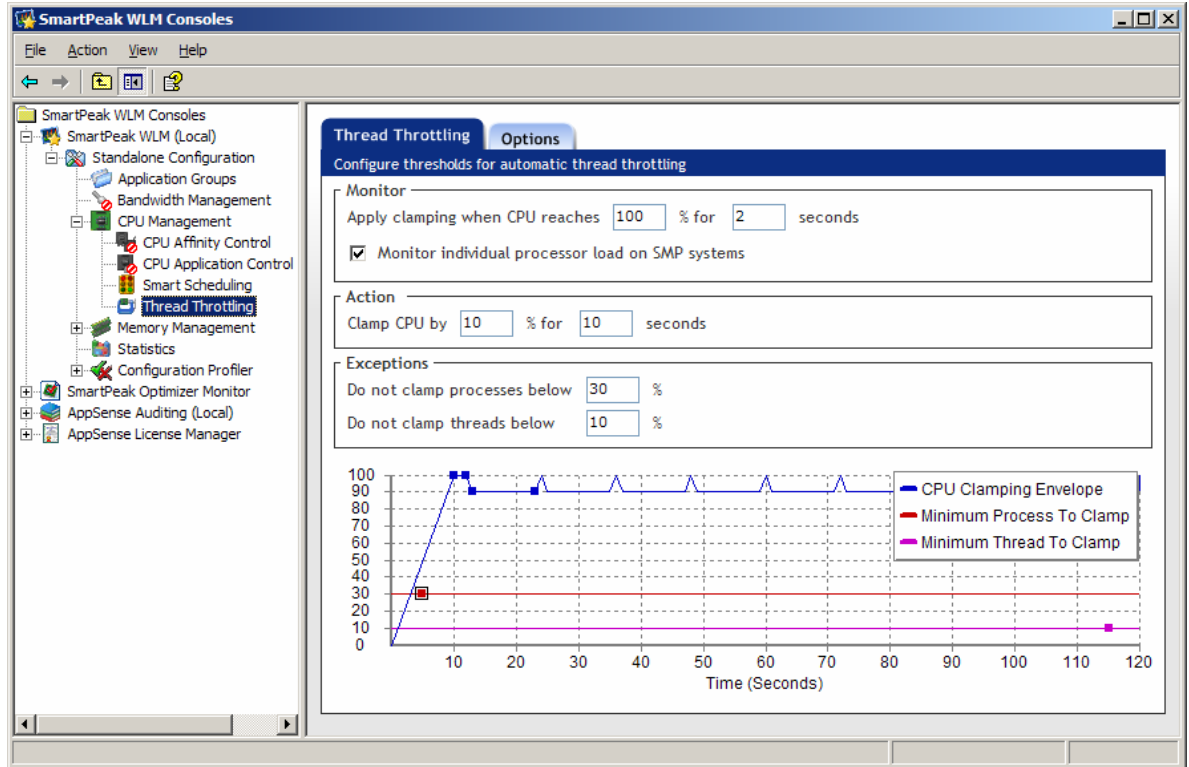 SmartPeak WLM Consoles
File Action View Help
SmartPeak WLM Consoles
SmartPeak WLM (Local)
Standalone Configuration
Application Groups
Bandwidth Management
CPU Management
CPU Affinity Control
CPU Application Control
Smart Scheduling
Thread Throttling
Memory Management
Statistics
Configuration Profiler
SmartPeak Optimizer Monitor
AppSense Auditing (Local)
AppSense License Manager
Thread Throttling Options
Configure thresholds for automatic thread throttling
Monitor
Apply clamping when CPU reaches 100 % for 2 seconds
Monitor individual processor load on SMP systems
Action
Clamp CPU by 10 % for 10 seconds
Exceptions
Do not clamp processes below 30 %
Do not clamp threads below 10 %
100
90
80
70
60
50
40
30
20
10
0
CPU Clamping Envelope
Minimum Process To Clamp
Minimum Thread To Clamp
10 20 30 40 50 60 70 80 90 100 110 120
Time (Seconds)